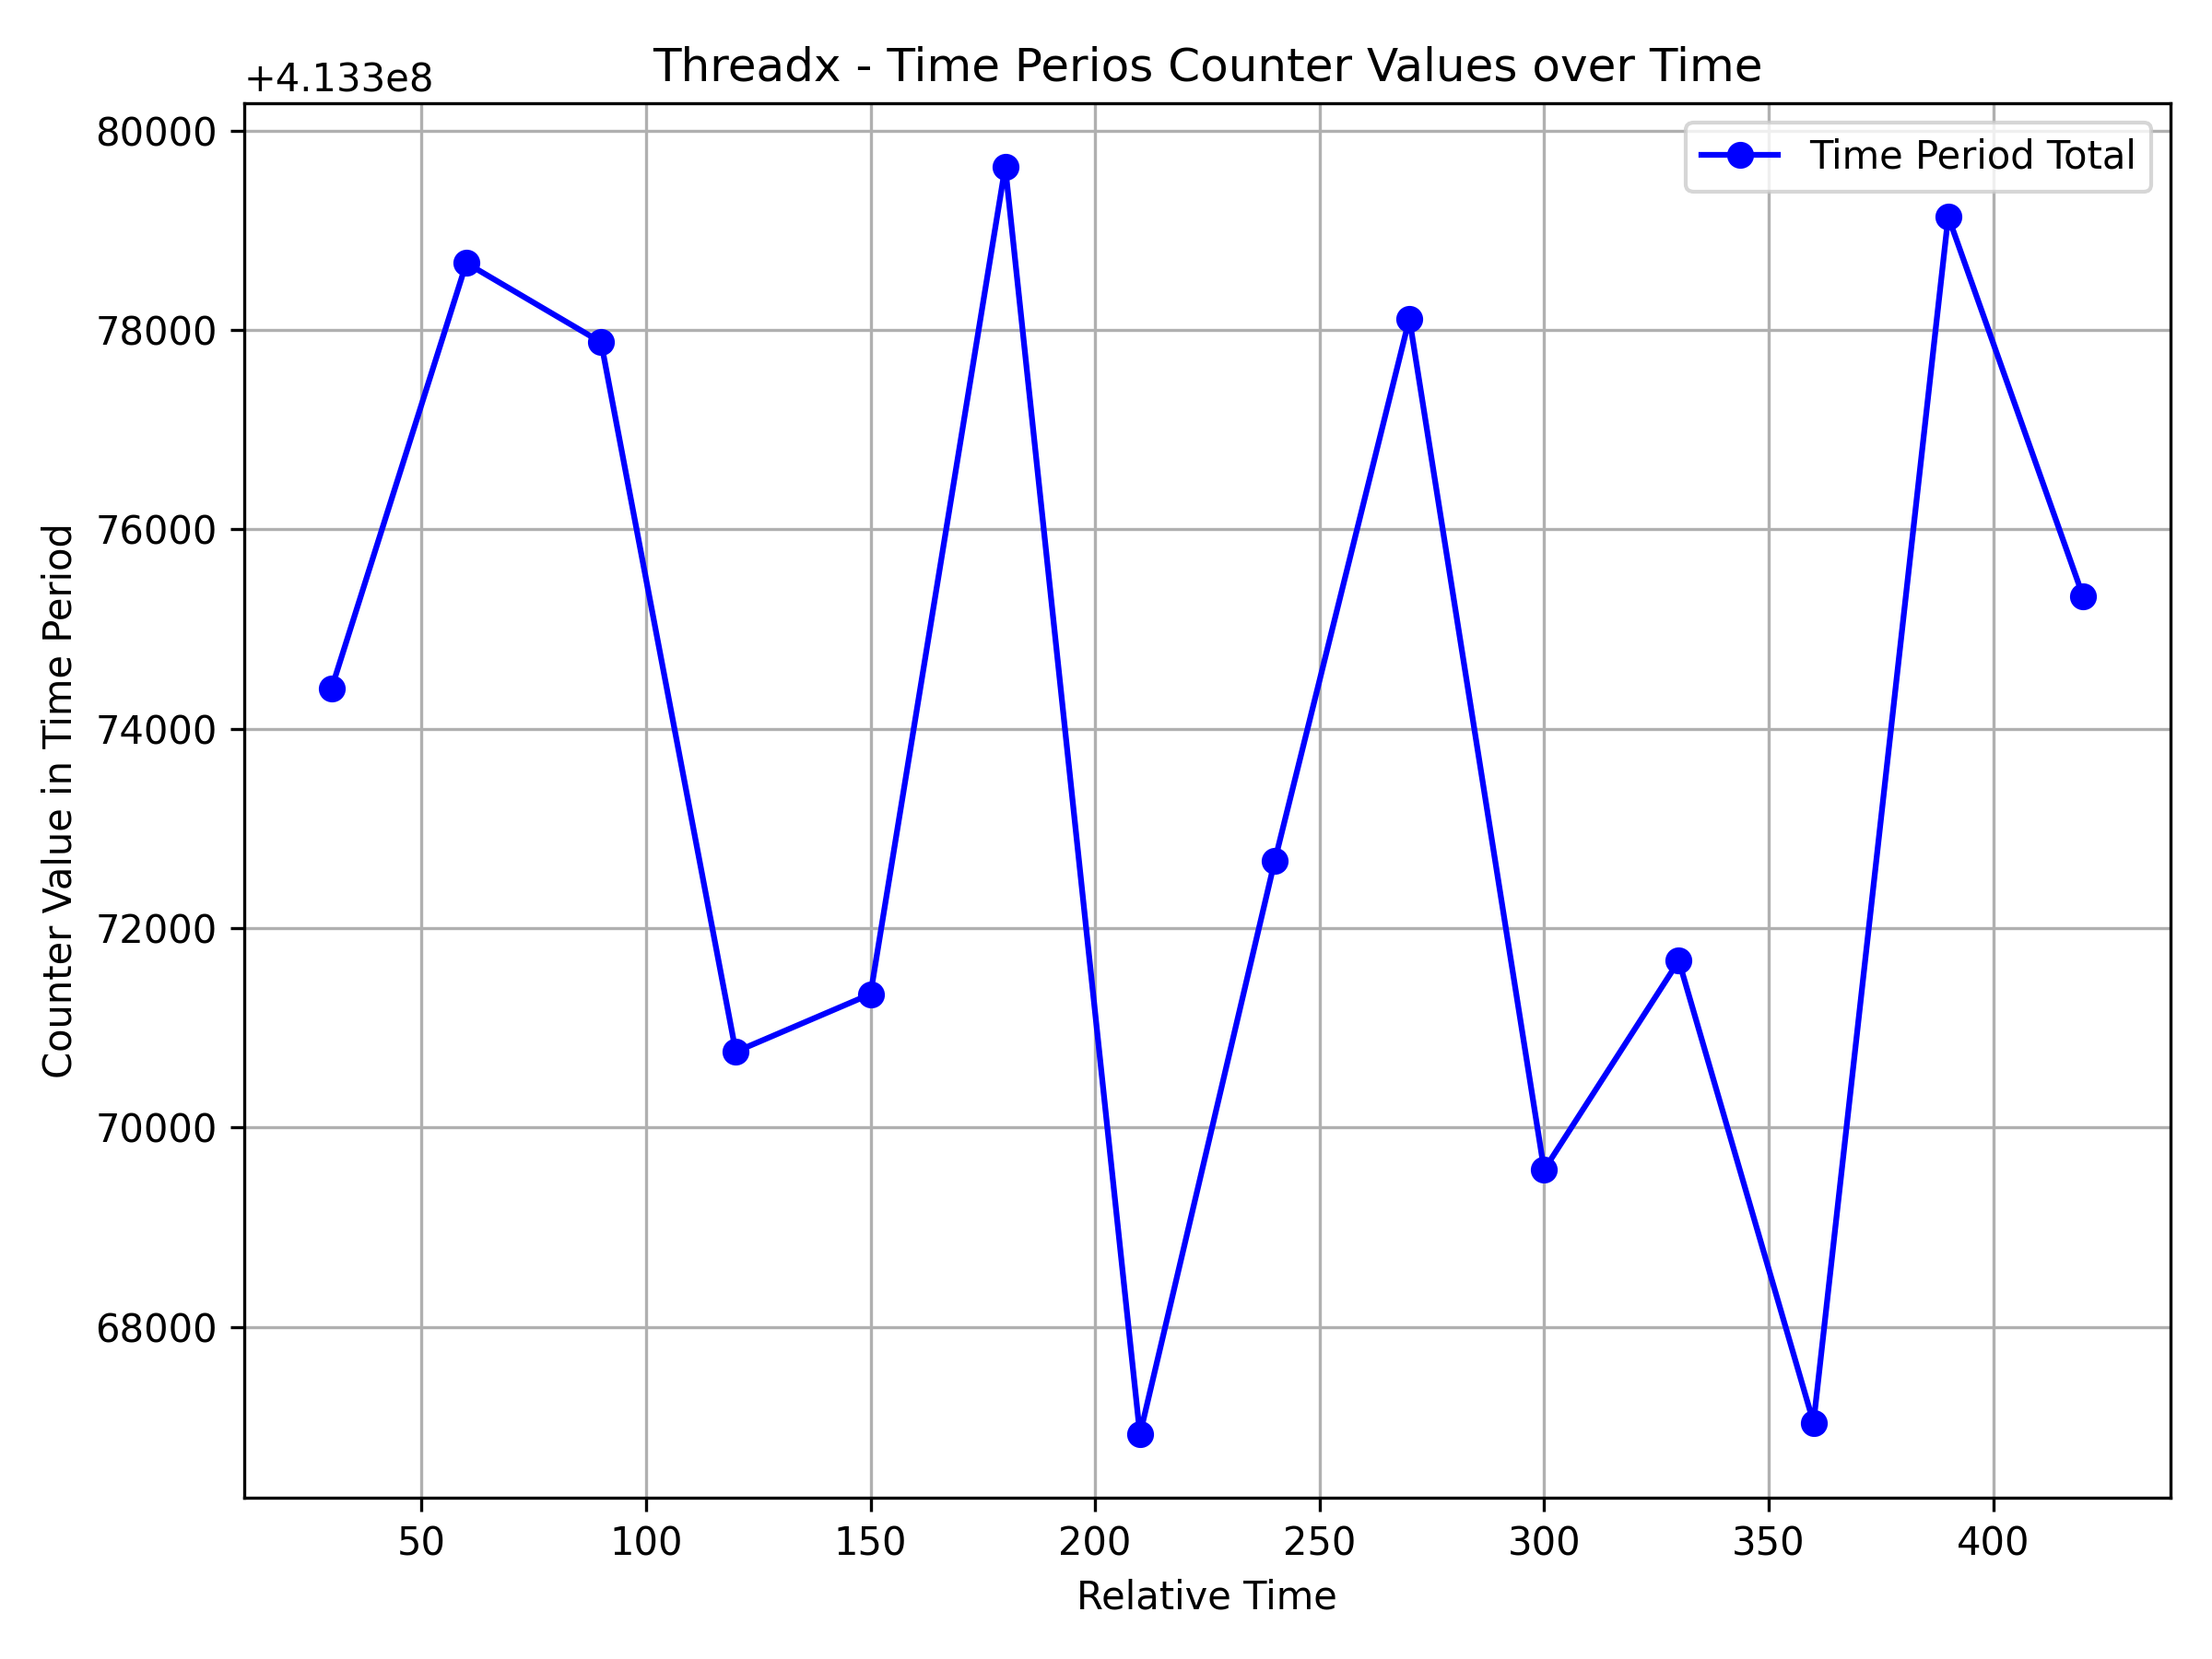 Threadx - Time Perios Counter Values over Time
+4.133e8
80000
78000
76000
74000
72000
70000
68000
Counter Value in Time Period
Time Period Total
50 100 150 200 250 300 350 400
Relative Time